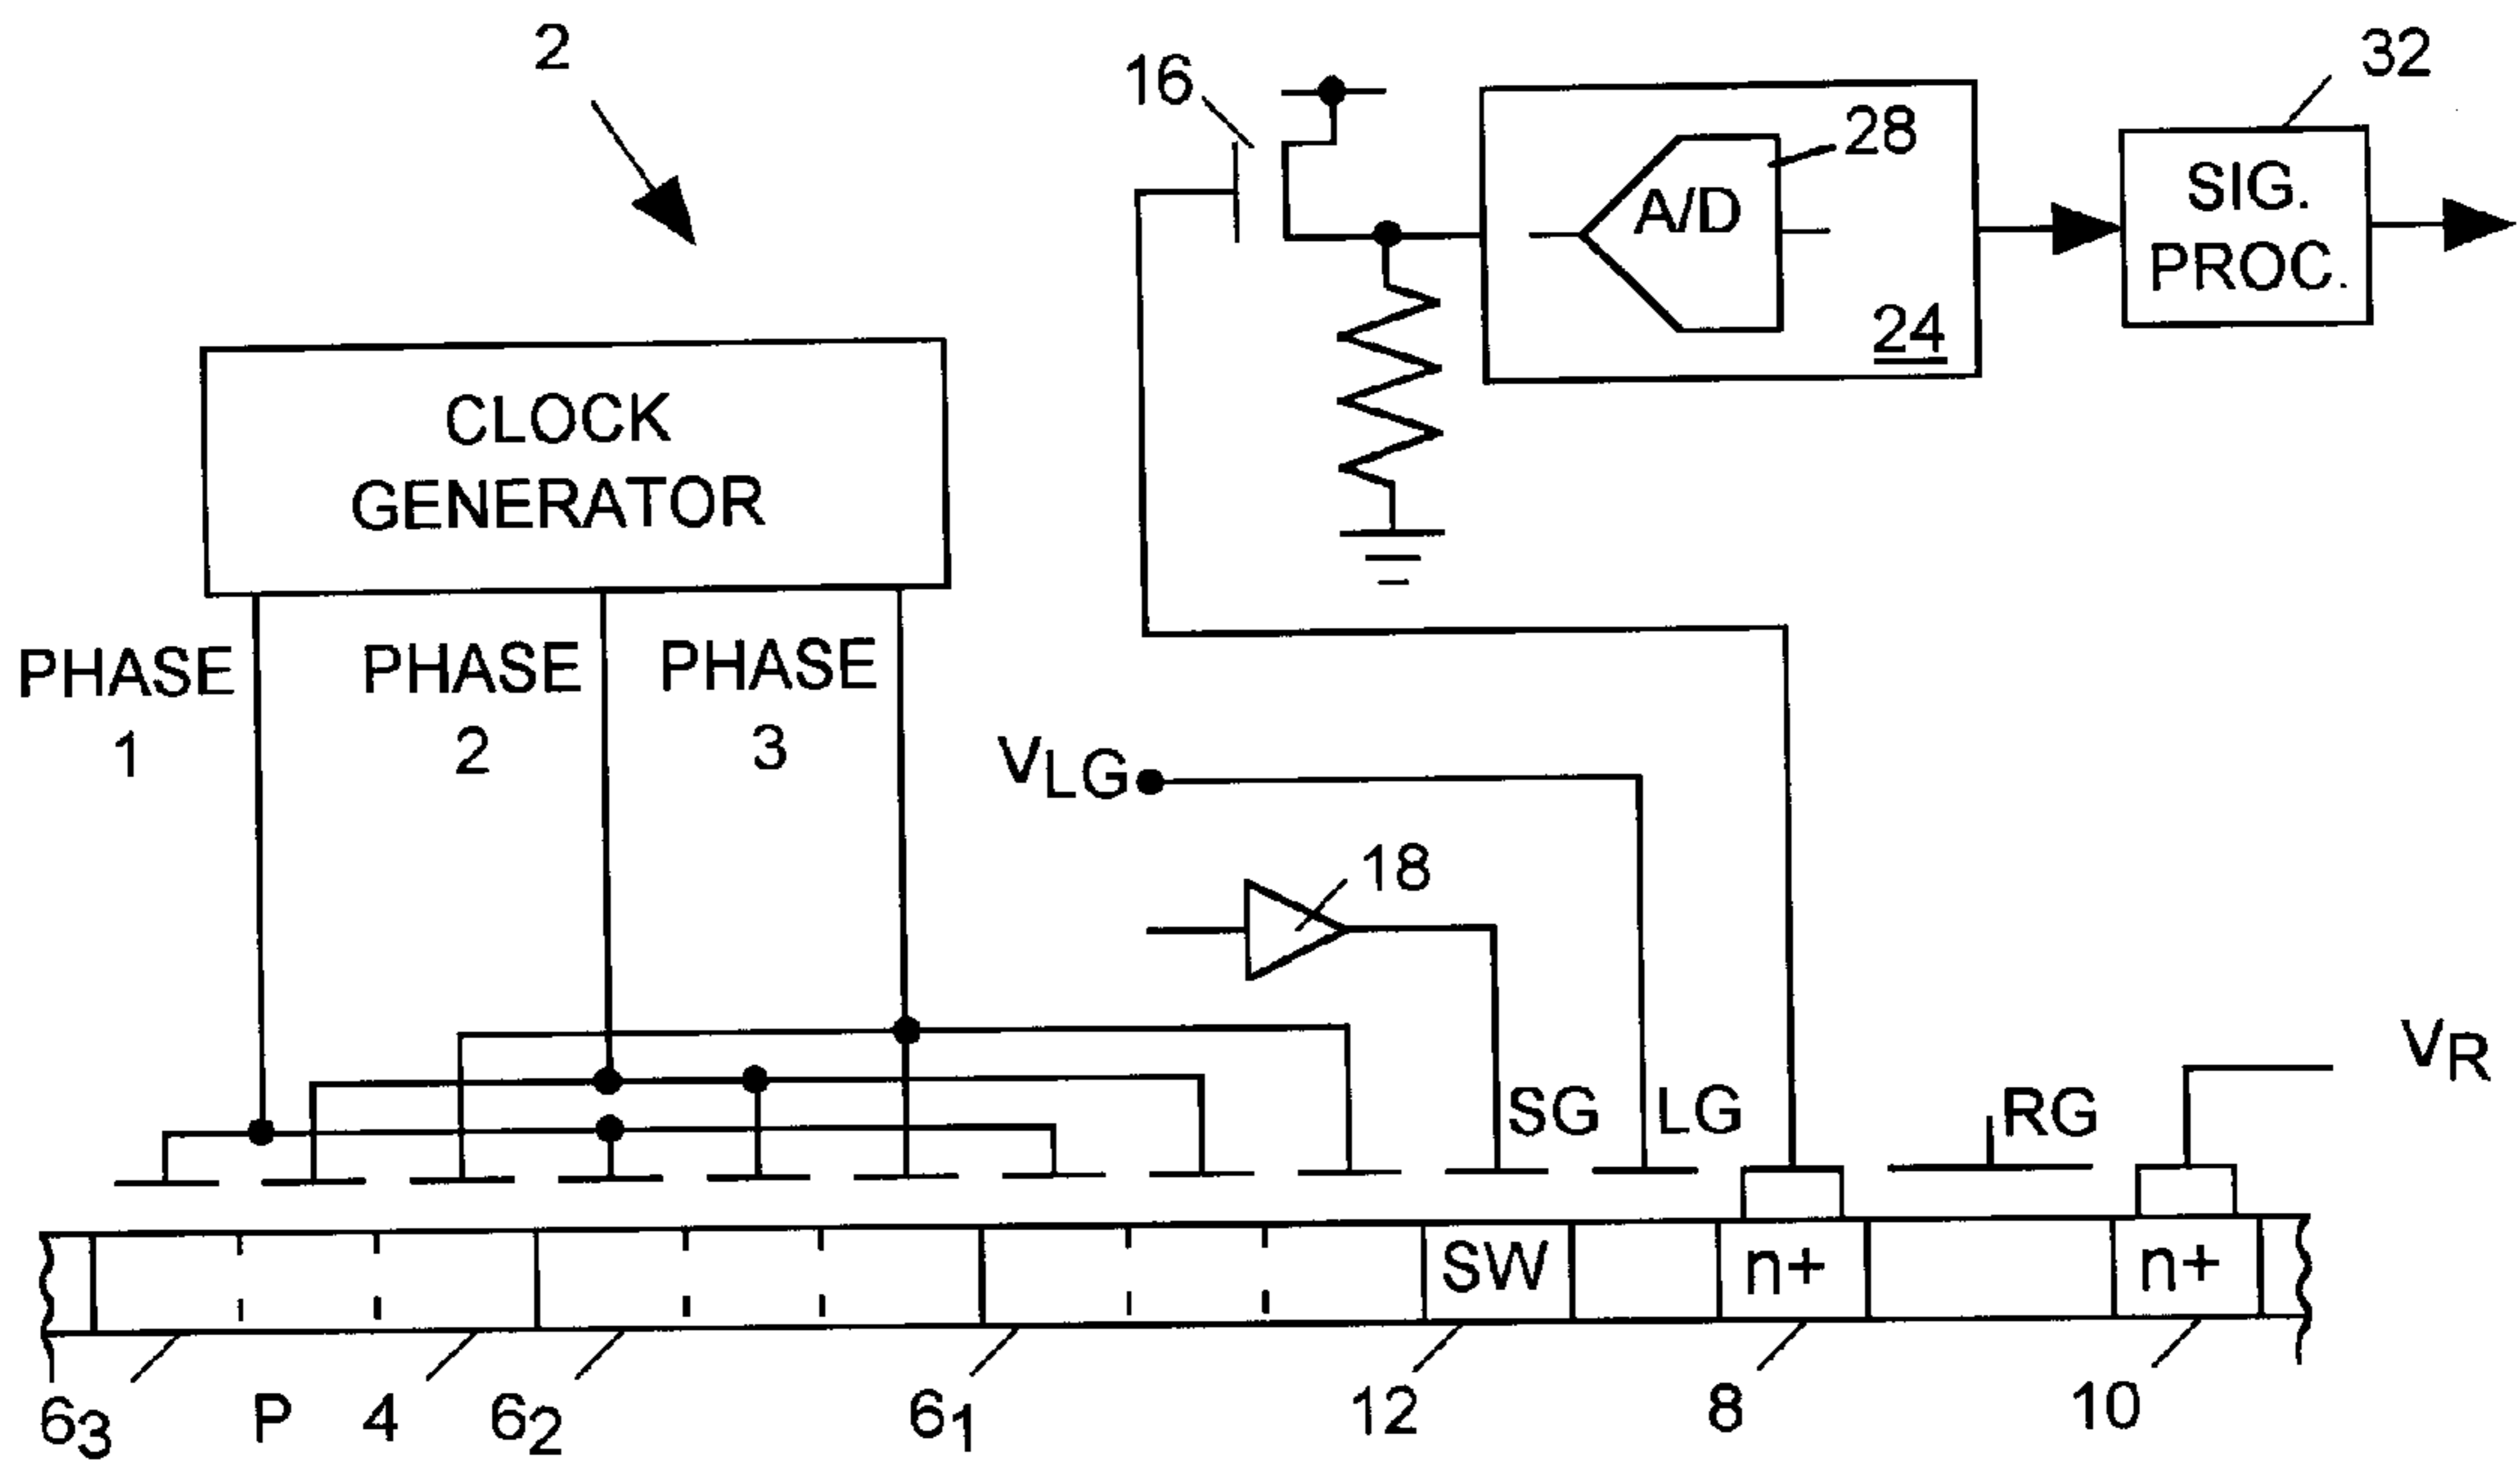 2
16
32
28
A/D
SIG.
PROC.
24
CLOCK
GENERATOR
PHASE
1
PHASE
2
PHASE
3
VLG
18
SG
LG
RG
VR
SW
n+
n+
63
P
4
62
61
12
8
10